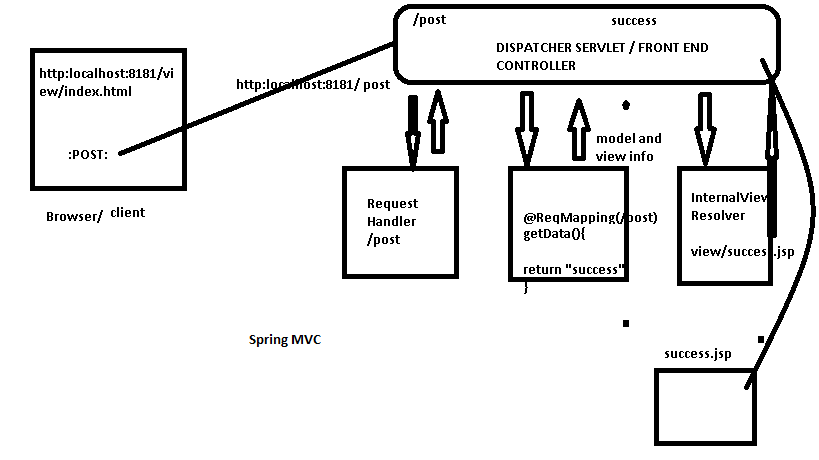 /post
success
DISPATCHER SERVLET / FRONT END
CONTROLLER
http:localhost:8181/vi
ew/index.html
http:localhost:8181/ post
:POST:
Browser/ client
model and
view info
Request
Handler
/post
@ReqMapping(/post)
getData(){
return "success"
}
InternalView
Resolver
view/success.jsp
Spring MVC
success.jsp